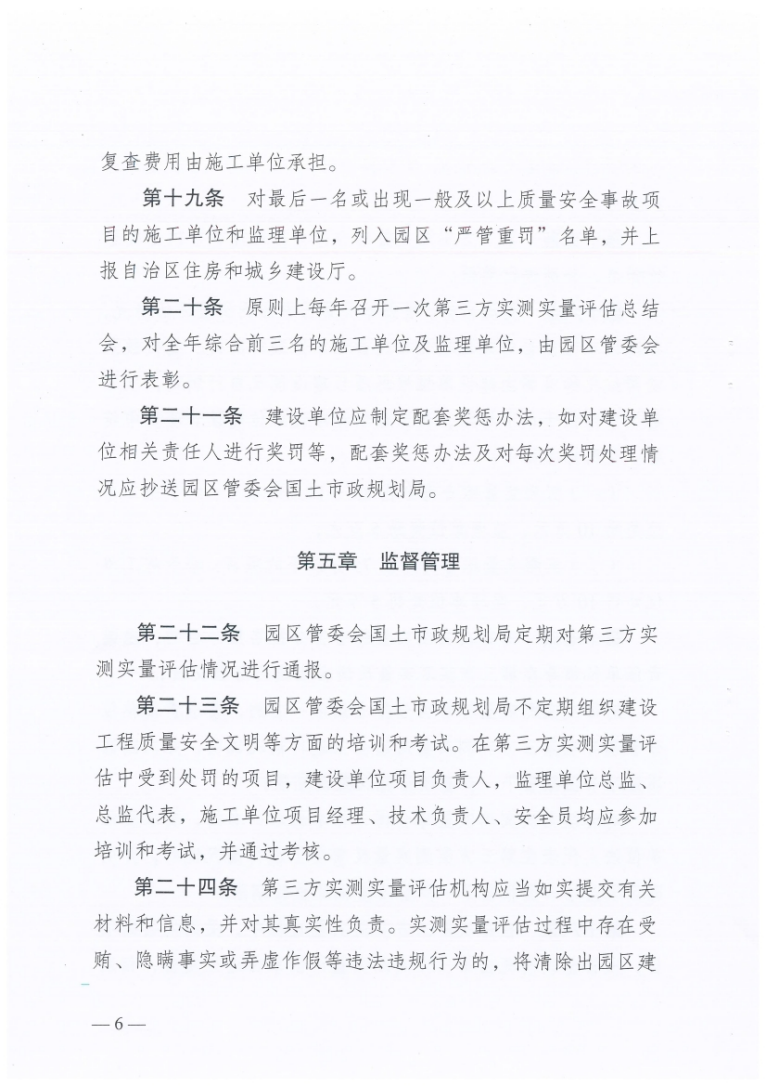 复查费用由施工单位承担。
第十九条　对最后一名或出现一般及以上质量安全事故项
目的施工单位和监理单位，列入园区“严管重罚”名单，并上
报自治区住房和城乡建设厅。
第二十条　原则上每年召开一次第三方实测实量评估总结
会，对全年综合前三名的施工单位及监理单位，由园区管委会
进行表彰。
第二十一条　建设单位应制定配套奖惩办法，如对建设单
位相关责任人进行奖罚等，配套奖惩办法及对每次奖罚处理情
况应抄送园区管委会国土市政规划局。
第五章　监督管理
第二十二条　园区管委会国土市政规划局定期对第三方实
测实量评估情况进行通报。
第二十三条　园区管委会国土市政规划局不定期组织建设
工程质量安全文明等方面的培训和考试。在第三方实测实量评
估中受到处罚的项目，建设单位项目负责人，监理单位总监、
总监代表，施工单位项目经理、技术负责人、安全员均应参加
培训和考试，并通过考核。
第二十四条　第三方实测实量评估机构应当如实提交有关
材料和信息，并对其真实性负责。实测实量评估过程中存在受
贿、隐瞒事实或弄虚作假等违法违规行为的，将清除出园区建
— 6 —